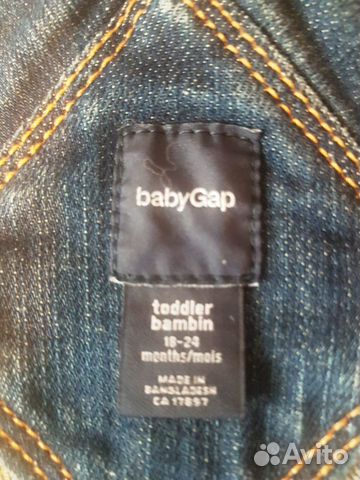 babyGap
toddler
bambin
18-24
months/mois
MADE IN
BANGLADESH
CA 17897
Avito